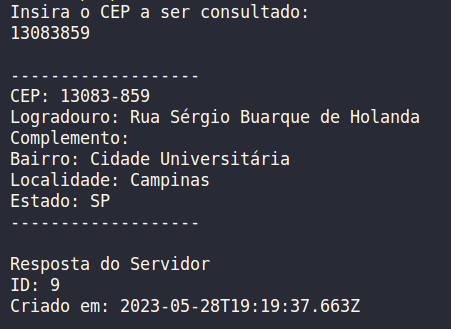 Insira o CEP a ser consultado:
13083859
-------------------
CEP: 13083-859
Logradouro: Rua Sérgio Buarque de Holanda
Complemento:
Bairro: Cidade Universitária
Localidade: Campinas
Estado: SP
-------------------
Resposta do Servidor
ID: 9
Criado em: 2023-05-28T19:19:37.663Z